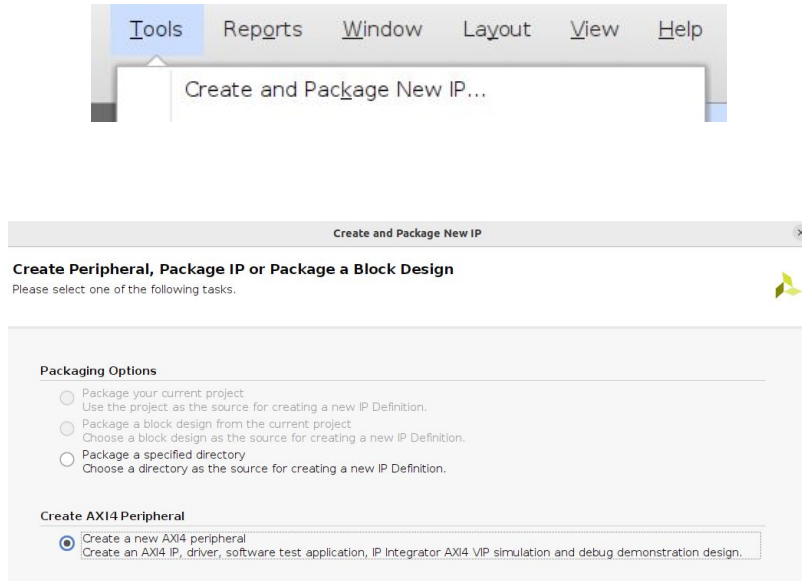 Tools Reports Window Layout View Help
Create and Package New IP...
Create and Package New IP
Create Peripheral, Package IP or Package a Block Design
Please select one of the following tasks.
Packaging Options
Package your current project
Use the project as the source for creating a new IP Definition.
Package a block design from the current project
Choose a block design as the source for creating a new IP Definition.
Package a specified directory
Choose a directory as the source for creating a new IP Definition.
Create AXI4 Peripheral
Create a new AXI4 peripheral
Create an AXI4 IP, driver, software test application, IP Integrator AXI4 VIP simulation and debug demonstration design.